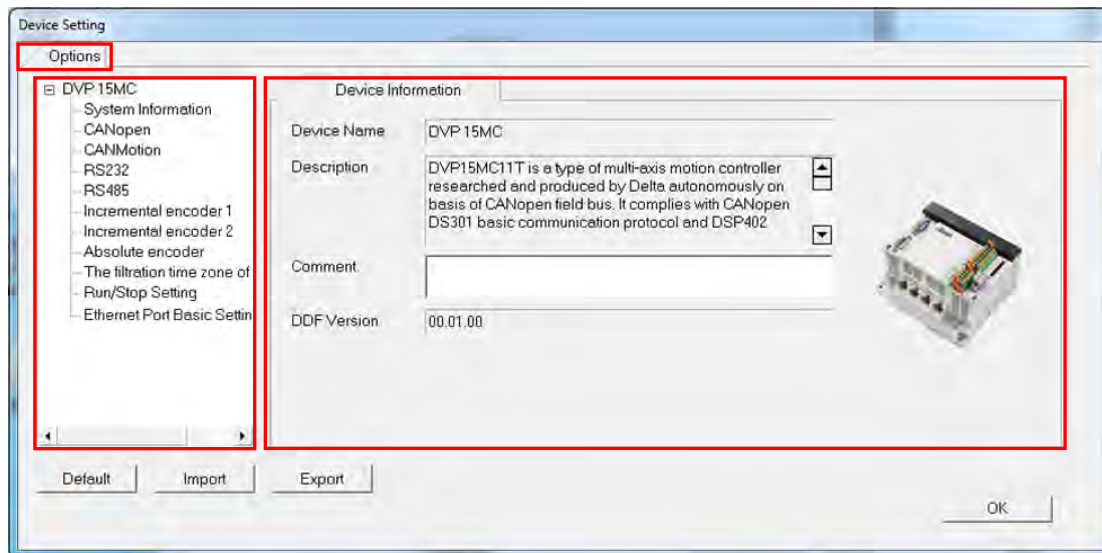 Device Setting
Options
DVP 15MC
System Information
CANopen
CANMotion
RS232
RS485
Incremental encoder 1
Incremental encoder 2
Absolute encoder
The filtration time zone of
Run/Stop Setting
Ethernet Port Basic Settin
Device Information
Device Name
DVP 15MC
Description
DVP15MC11T is a type of multi-axis motion controller
researched and produced by Delta autonomously on
basis of CANopen field bus. It complies with CANopen
DS301 basic communication protocol and DSP402
Comment
DDF Version
00.01.00
Default
Import
Export
OK